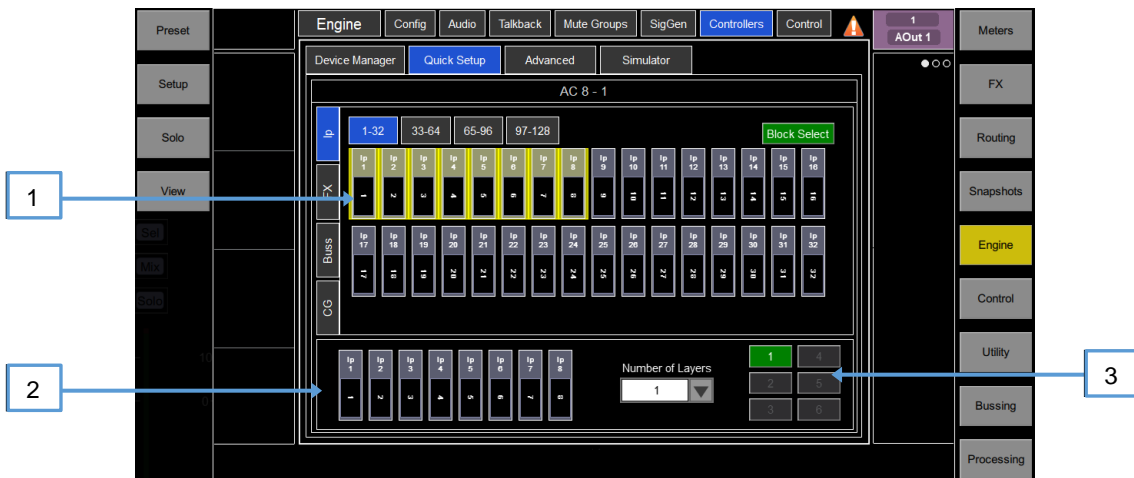 Preset
Engine Config Audio Talkback Mute Groups SigGen Controllers Control
1
AOut 1
Meters
Device Manager Quick Setup Advanced Simulator
Setup
FX
AC 8 - 1
Ip
1-32 33-64 65-96 97-128 Block Select
Solo
Routing
Ip Ip Ip Ip Ip Ip Ip Ip Ip Ip Ip Ip Ip Ip Ip Ip
1 2 3 4 5 6 7 8 9 10 11 12 13 14 15 16
1 2 3 4 5 6 7 8 9 10 11 12 13 14 15 16
1
View
FX
Snapshots
Sel
Buss
Ip Ip Ip Ip Ip Ip Ip Ip Ip Ip Ip Ip Ip Ip Ip Ip
17 18 19 20 21 22 23 24 25 26 27 28 29 30 31 32
17 18 19 20 21 22 23 24 25 26 27 28 29 30 31 32
Engine
Mix
Solo
CG
Control
10
Ip Ip Ip Ip Ip Ip Ip Ip
1 2 3 4 5 6 7 8
1 2 3 4 5 6 7 8
Number of Layers
1
1 4
2 5
3 6
Utility
2
3
0
Bussing
Processing